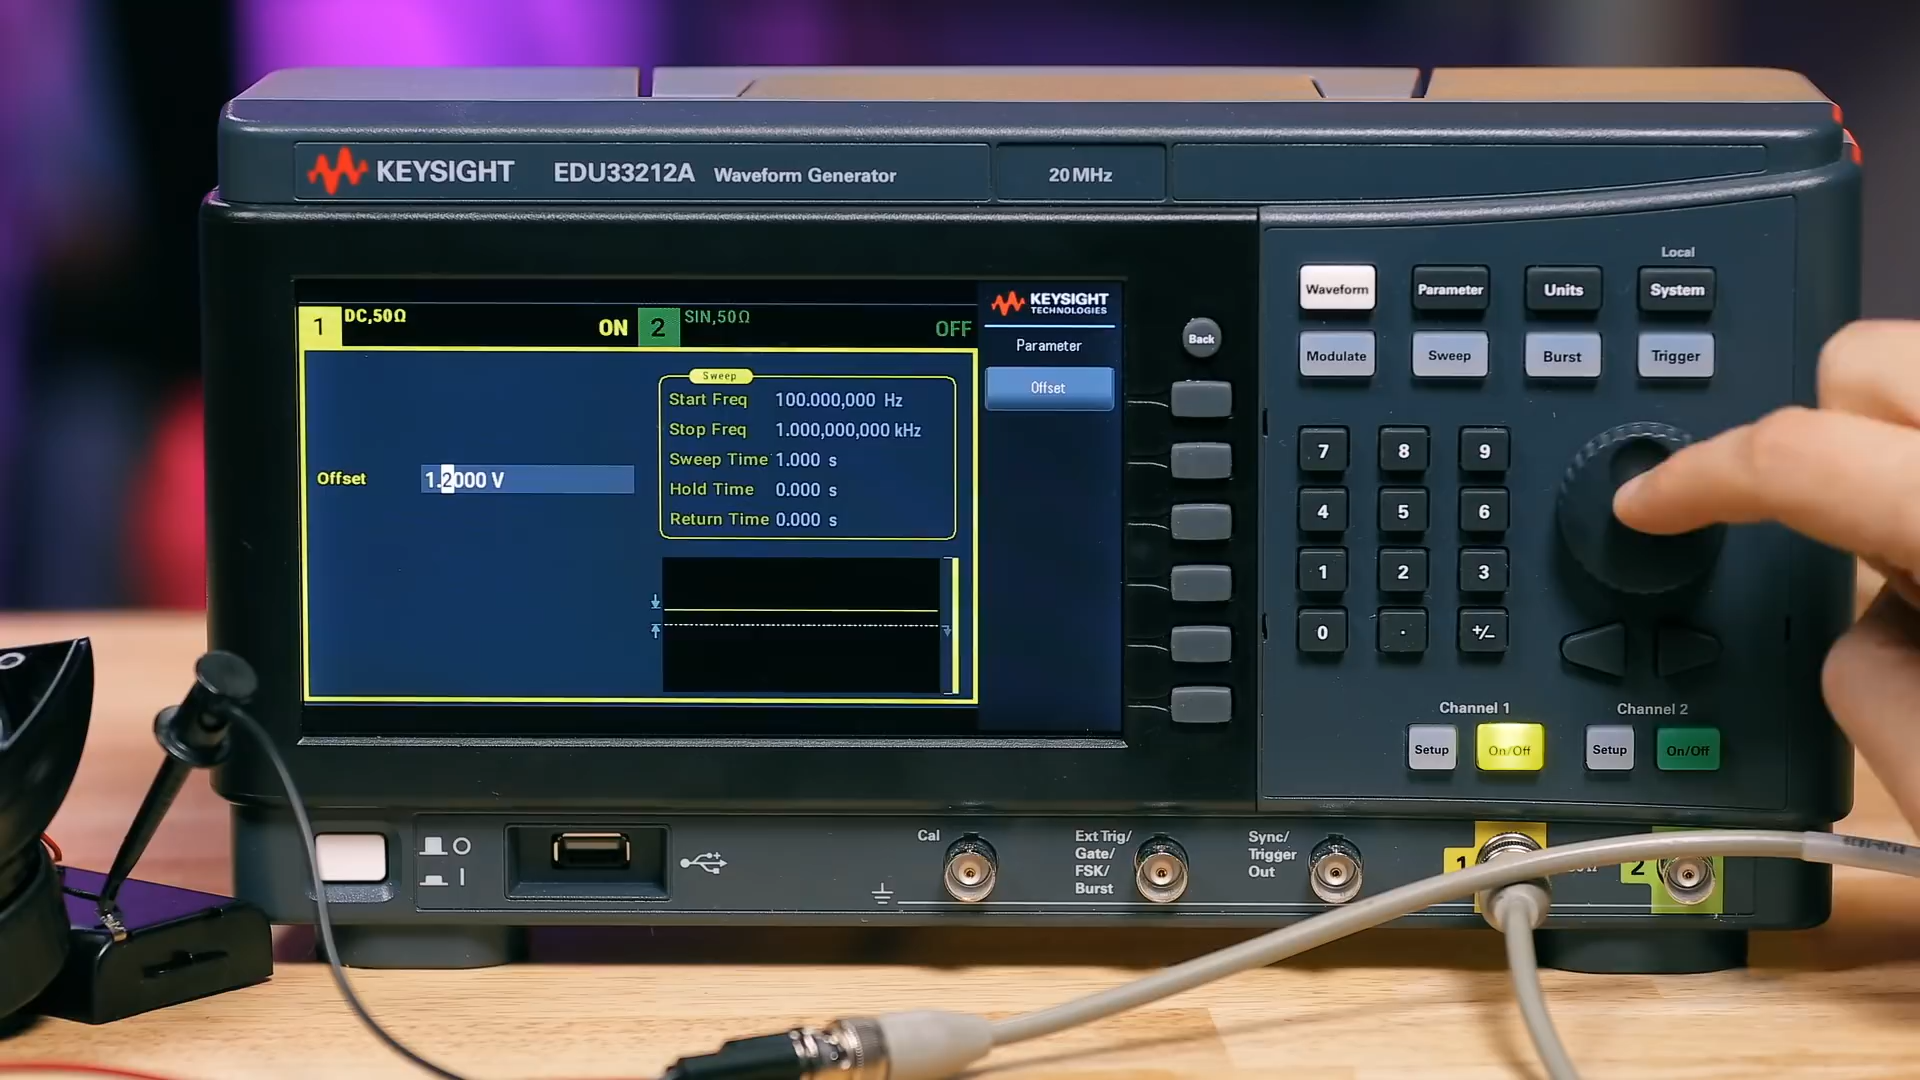 KEYSIGHT EDU33212A Waveform Generator 20 MHz
1 DC,50Ω ON 2 SIN,50Ω OFF
KEYSIGHT
TECHNOLOGIES
Parameter
Offset
Sweep
Start Freq 100.000,000 Hz
Stop Freq 1.000,000,000 kHz
Sweep Time 1.000 s
Hold Time 0.000 s
Return Time 0.000 s
Offset 1.2000 V
Back
Local
Waveform Parameter Units System
Modulate Sweep Burst Trigger
7 8 9
4 5 6
1 2 3
0 . +/-
Channel 1 Channel 2
Setup On/Off Setup On/Off
Cal
Ext Trig/
Gate/
FSK/
Burst
Sync/
Trigger
Out
1
2